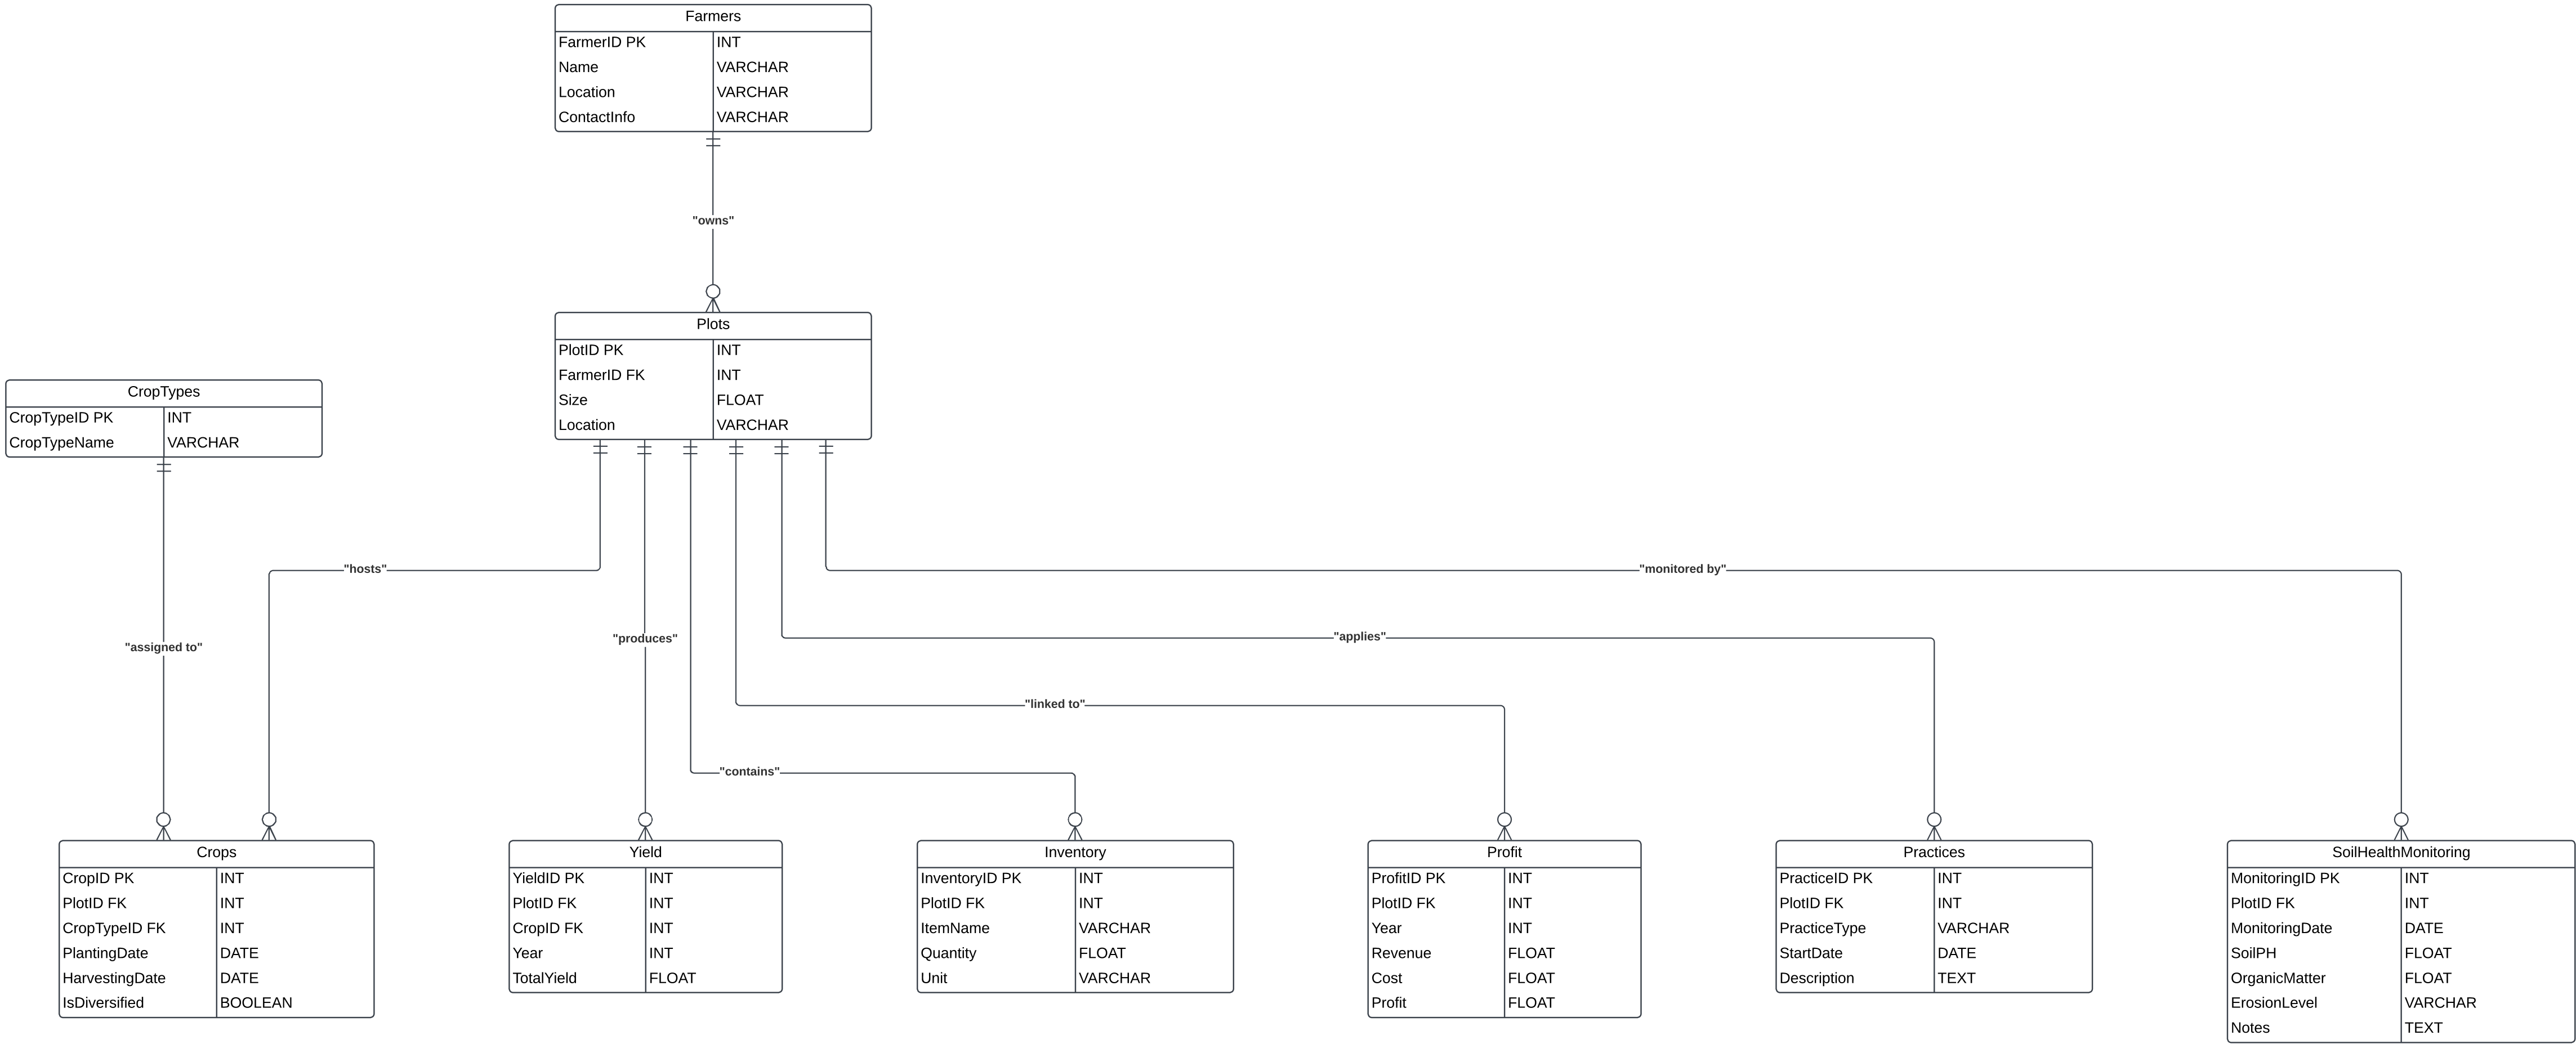 Farmers
FarmerID PK INT
Name VARCHAR
Location VARCHAR
ContactInfo VARCHAR
"owns"
Plots
PlotID PK INT
FarmerID FK INT
Size FLOAT
Location VARCHAR
CropTypes
CropTypeID PK INT
CropTypeName VARCHAR
"hosts"
"monitored by"
"assigned to"
"produces"
"applies"
"linked to"
"contains"
Crops
CropID PK INT
PlotID FK INT
CropTypeID FK INT
PlantingDate DATE
HarvestingDate DATE
IsDiversified BOOLEAN
Yield
YieldID PK INT
PlotID FK INT
CropID FK INT
Year INT
TotalYield FLOAT
Inventory
InventoryID PK INT
PlotID FK INT
ItemName VARCHAR
Quantity FLOAT
Unit VARCHAR
Profit
ProfitID PK INT
PlotID FK INT
Year INT
Revenue FLOAT
Cost FLOAT
Profit FLOAT
Practices
PracticeID PK INT
PlotID FK INT
PracticeType VARCHAR
StartDate DATE
Description TEXT
SoilHealthMonitoring
MonitoringID PK INT
PlotID FK INT
MonitoringDate DATE
SoilPH FLOAT
OrganicMatter FLOAT
ErosionLevel VARCHAR
Notes TEXT